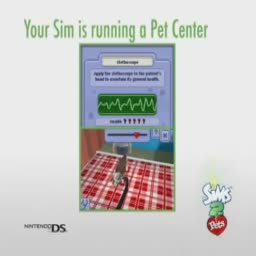 Your Sim is running a Pet Center
stethoscope
Apply the stethoscope to the patient's
heart to ascertain its general health.
NINTENDO DS
The SIMS
2
Pets